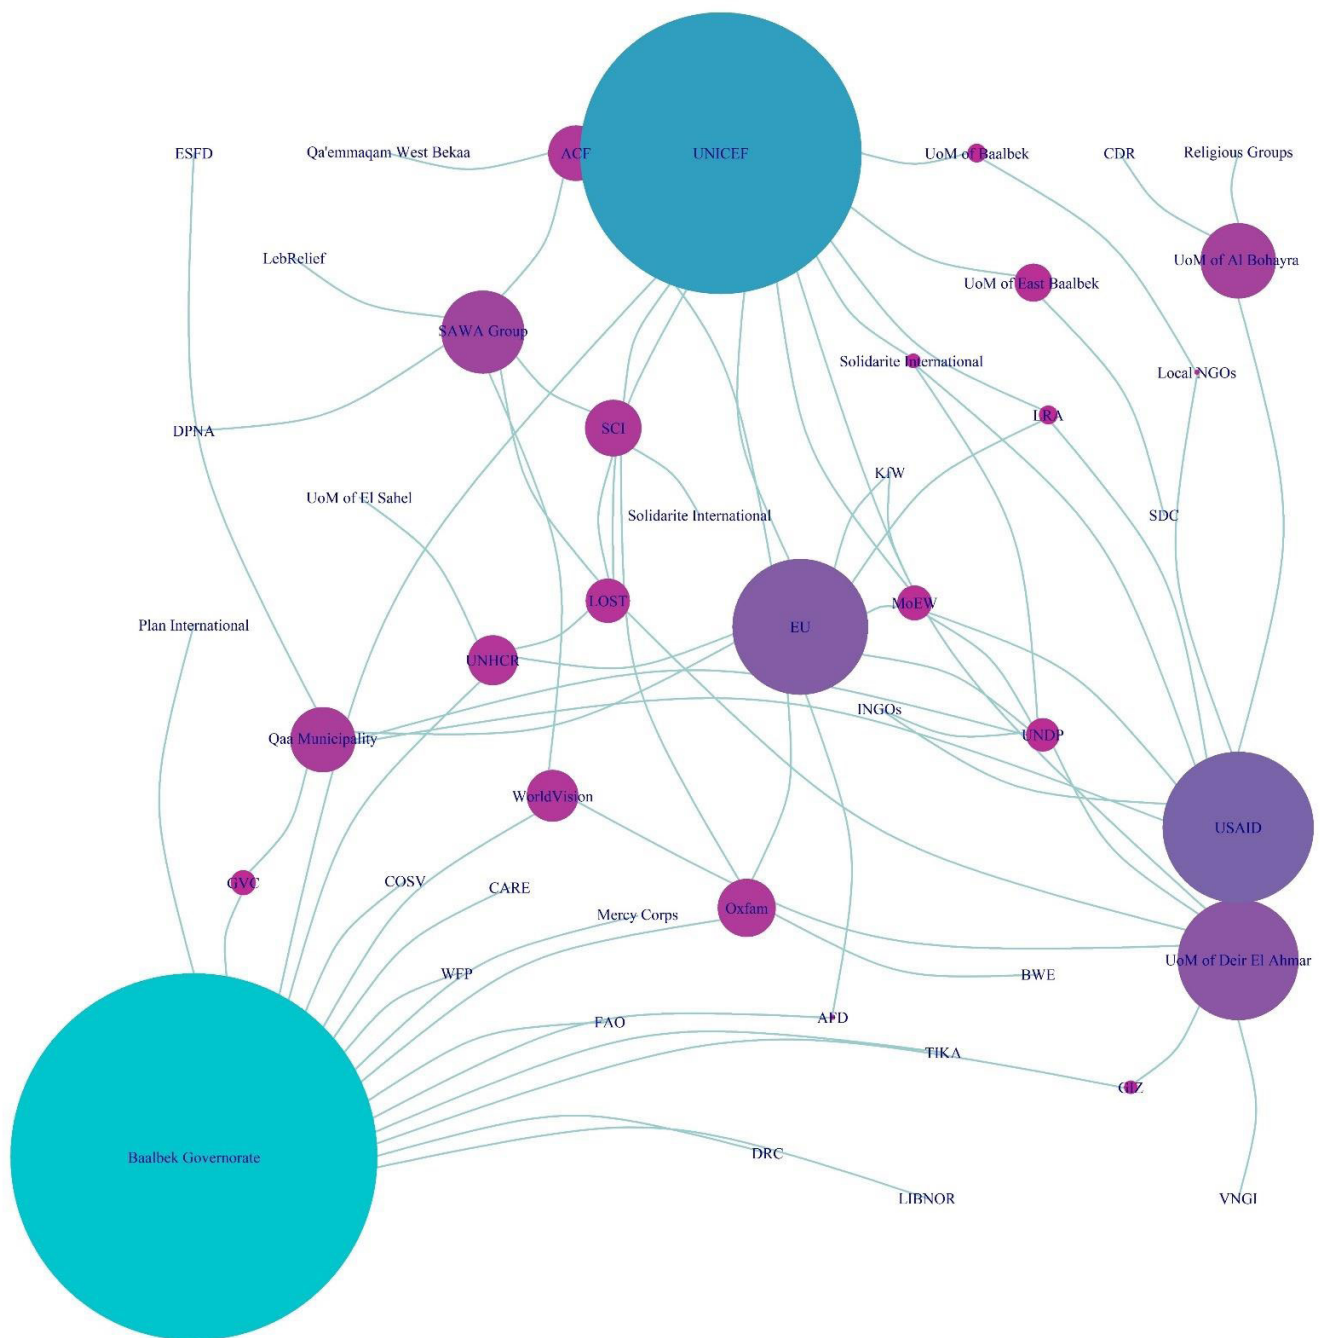 ESFD
Qa'emmaqam West Bekaa
ACF
UNICEF
UoM of Baalbek
CDR
Religious Groups
LebRelief
UoM of Al Bohayra
UoM of East Baalbek
SAWA Group
Solidarite International
Local NGOs
LRA
DPNA
SCI
KfW
UoM of El Sahel
Solidarite International
SDC
LOST
MoEW
Plan International
EU
UNHCR
INGOs
Qaa Municipality
UNDP
WorldVision
USAID
GVC
COSV
CARE
Oxfam
Mercy Corps
UoM of Deir El Ahmar
WFP
BWE
FAO
AFD
TIKA
GIZ
Baalbek Governorate
DRC
LIBNOR
VNGI